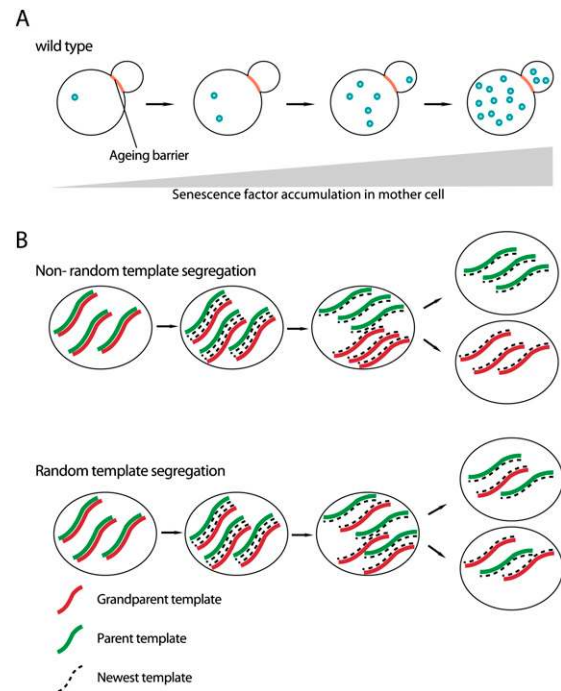 A
wild type
Ageing barrier
Senescence factor accumulation in mother cell
B
Non- random template segregation
Random template segregation
Grandparent template
Parent template
Newest template